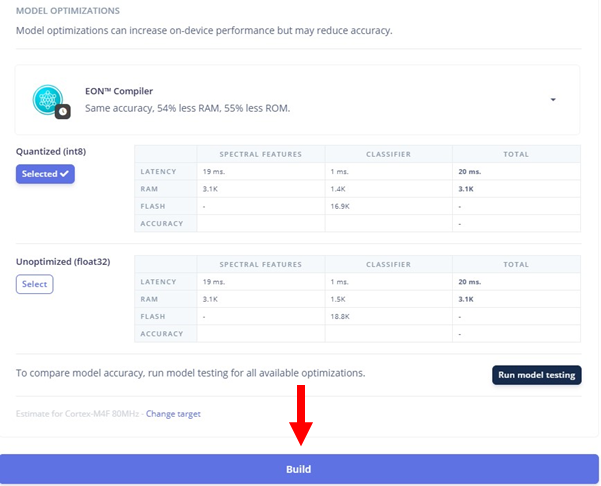 MODEL OPTIMIZATIONS
Model optimizations can increase on-device performance but may reduce accuracy.
EON™ Compiler
Same accuracy, 54% less RAM, 55% less ROM.
Quantized (int8)
Selected ✓
SPECTRAL FEATURES CLASSIFIER TOTAL
LATENCY 19 ms. 1 ms. 20 ms.
RAM 3.1K 1.4K 3.1K
FLASH - 16.9K -
ACCURACY -
Unoptimized (float32)
Select
SPECTRAL FEATURES CLASSIFIER TOTAL
LATENCY 19 ms. 1 ms. 20 ms.
RAM 3.1K 1.5K 3.1K
FLASH - 18.8K -
ACCURACY -
To compare model accuracy, run model testing for all available optimizations.
Run model testing
Estimate for Cortex-M4F 80MHz - Change target
Build